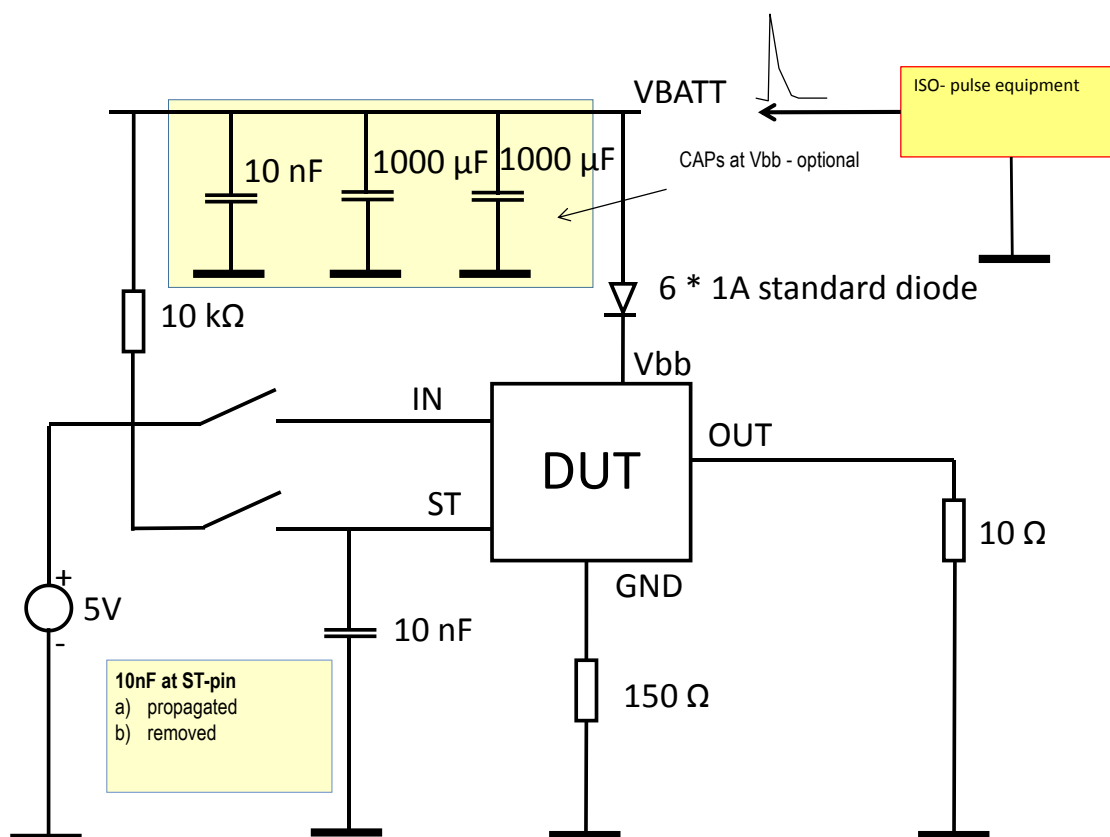 VBATT
ISO- pulse equipment
10 nF
1000 µF
1000 µF
CAPs at Vbb - optional
10 kΩ
6 * 1A standard diode
Vbb
IN
OUT
DUT
ST
10 Ω
GND
+
5V
-
10 nF
10nF at ST-pin
a) propagated
b) removed
150 Ω